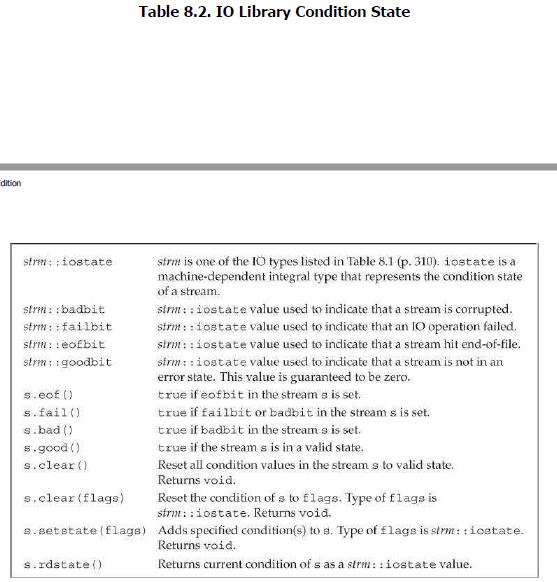 Table 8.2. IO Library Condition State
dition
strm::iostate strm is one of the IO types listed in Table 8.1 (p. 310). iostate is a
machine-dependent integral type that represents the condition state
of a stream.
strm::badbit strm::iostate value used to indicate that a stream is corrupted.
strm::failbit strm::iostate value used to indicate that an IO operation failed.
strm::eofbit strm::iostate value used to indicate that a stream hit end-of-file.
strm::goodbit strm::iostate value used to indicate that a stream is not in an
error state. This value is guaranteed to be zero.
s.eof() true if eofbit in the stream s is set.
s.fail() true if failbit or badbit in the stream s is set.
s.bad() true if badbit in the stream s is set.
s.good() true if the stream s is in a valid state.
s.clear() Reset all condition values in the stream s to valid state.
Returns void.
s.clear(flags) Reset the condition of s to flags. Type of flags is
strm::iostate. Returns void.
s.setstate(flags) Adds specified condition(s) to s. Type of flags is strm::iostate.
Returns void.
s.rdstate() Returns current condition of s as a strm::iostate value.